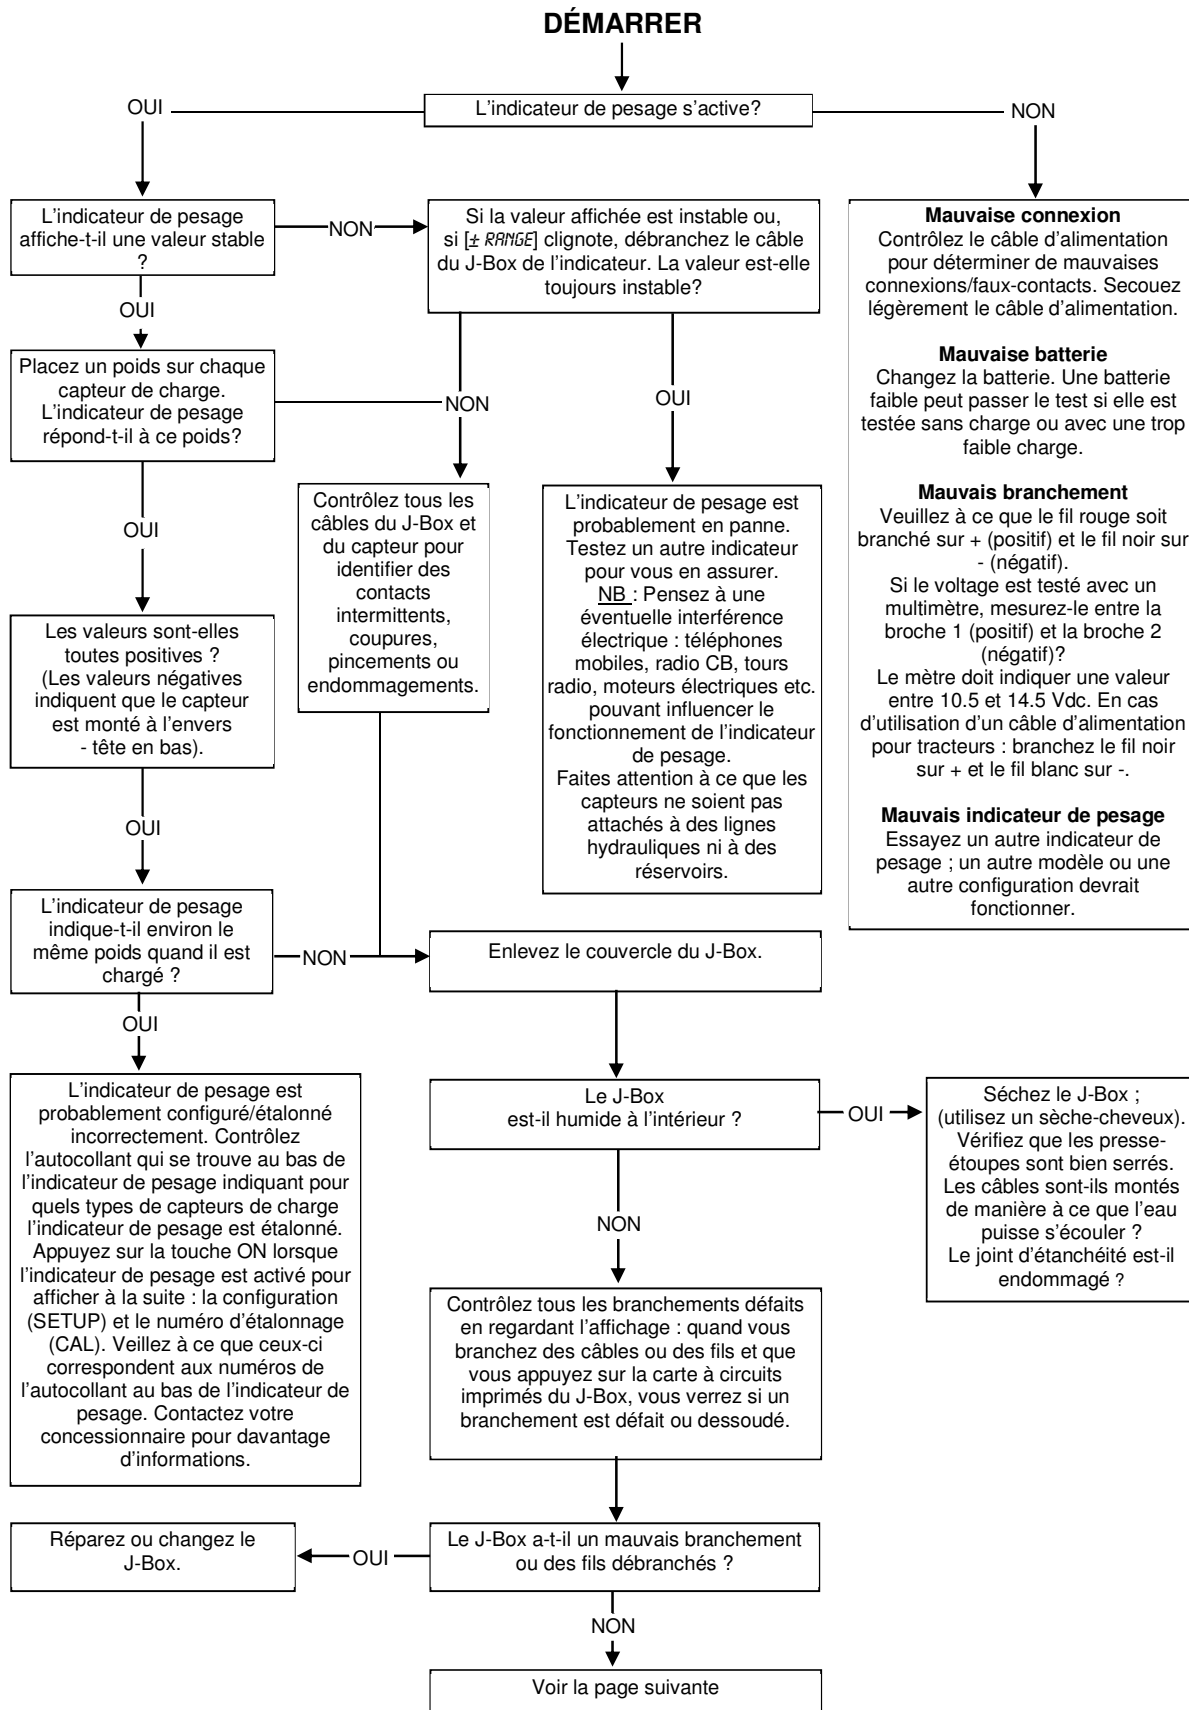 DÉMARRER
L'indicateur de pesage s'active?
OUI
NON
L'indicateur de pesage
affiche-t-il une valeur stable
?
NON
Si la valeur affichée est instable ou,
si [± RANGE] clignote, débranchez le câble
du J-Box de l'indicateur. La valeur est-elle
toujours instable?
Mauvaise connexion
Contrôlez le câble d'alimentation
pour déterminer de mauvaises
connexions/faux-contacts. Secouez
légèrement le câble d'alimentation.
Mauvaise batterie
Changez la batterie. Une batterie
faible peut passer le test si elle est
testée sans charge ou avec une trop
faible charge.
Mauvais branchement
Veuillez à ce que le fil rouge soit
branché sur + (positif) et le fil noir sur
- (négatif).
Si le voltage est testé avec un
multimètre, mesurez-le entre la
broche 1 (positif) et la broche 2
(négatif)?
Le mètre doit indiquer une valeur
entre 10.5 et 14.5 Vdc. En cas
d'utilisation d'un câble d'alimentation
pour tracteurs : branchez le fil noir
sur + et le fil blanc sur -.
Mauvais indicateur de pesage
Essayez un autre indicateur de
pesage ; un autre modèle ou une
autre configuration devrait
fonctionner.
OUI
Placez un poids sur chaque
capteur de charge.
L'indicateur de pesage
répond-t-il à ce poids?
NON
OUI
OUI
Contrôlez tous les
câbles du J-Box et
du capteur pour
identifier des
contacts
intermittents,
coupures,
pincements ou
endommagements.
L'indicateur de pesage est
probablement en panne.
Testez un autre indicateur
pour vous en assurer.
NB : Pensez à une
éventuelle interférence
électrique : téléphones
mobiles, radio CB, tours
radio, moteurs électriques etc.
pouvant influencer le
fonctionnement de l'indicateur
de pesage.
Faites attention à ce que les
capteurs ne soient pas
attachés à des lignes
hydrauliques ni à des
réservoirs.
Les valeurs sont-elles
toutes positives ?
(Les valeurs négatives
indiquent que le capteur
est monté à l'envers
- tête en bas).
OUI
L'indicateur de pesage
indique-t-il environ le
même poids quand il est
chargé ?
NON
Enlevez le couvercle du J-Box.
OUI
L'indicateur de pesage est
probablement configuré/étalonné
incorrectement. Contrôlez
l'autocollant qui se trouve au bas de
l'indicateur de pesage indiquant pour
quels types de capteurs de charge
l'indicateur de pesage est étalonné.
Appuyez sur la touche ON lorsque
l'indicateur de pesage est activé pour
afficher à la suite : la configuration
(SETUP) et le numéro d'étalonnage
(CAL). Veillez à ce que ceux-ci
correspondent aux numéros de
l'autocollant au bas de l'indicateur de
pesage. Contactez votre
concessionnaire pour davantage
d'informations.
Le J-Box
est-il humide à l'intérieur ?
OUI
Séchez le J-Box ;
(utilisez un sèche-cheveux).
Vérifiez que les presse-
étoupes sont bien serrés.
Les câbles sont-ils montés
de manière à ce que l'eau
puisse s'écouler ?
Le joint d'étanchéité est-il
endommagé ?
NON
Contrôlez tous les branchements défaits
en regardant l'affichage : quand vous
branchez des câbles ou des fils et que
vous appuyez sur la carte à circuits
imprimés du J-Box, vous verrez si un
branchement est défait ou dessoudé.
Le J-Box a-t-il un mauvais branchement
ou des fils débranchés ?
OUI
Réparez ou changez le
J-Box.
NON
Voir la page suivante